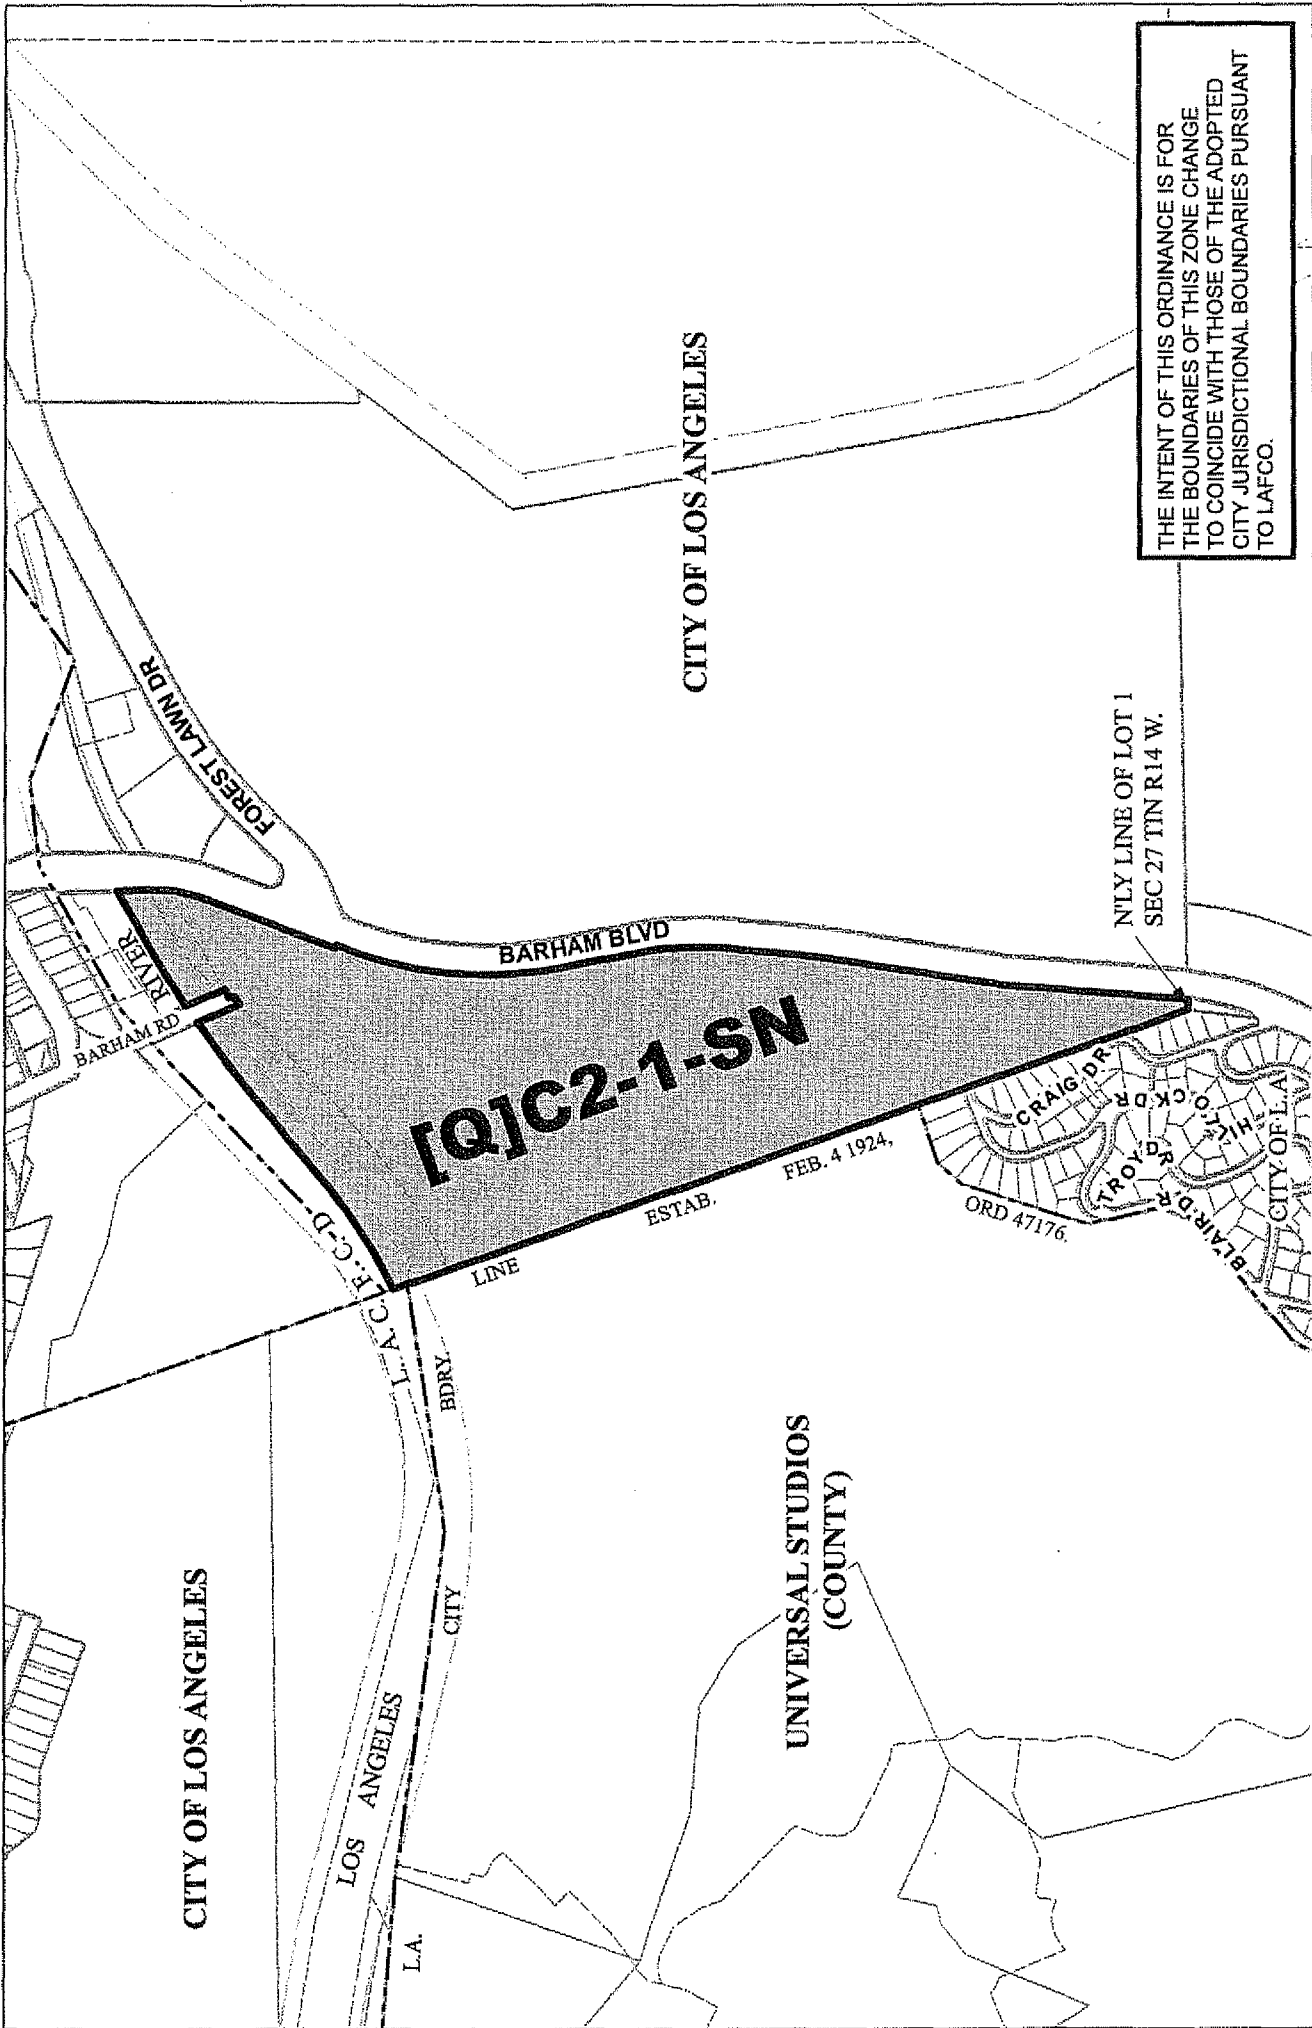 CITY OF LOS ANGELES
LOS ANGELES
L.A.
CITY
BDRY.
L. A. C. F. C. D
BARHAM RD
RIVER
FOREST LAWN DR
BARHAM BLVD
[Q]C2-1-SN
LINE
ESTAB.
FEB. 4 1924,
ORD 47176.
UNIVERSAL STUDIOS
(COUNTY)
CITY OF LOS ANGELES
CRAIG DR
HILLOCK DR
TROY DR
BLAIR DR
CITY OF L.A.
N'LY LINE OF LOT 1
SEC 27 T1N R14 W.
THE INTENT OF THIS ORDINANCE IS FOR
THE BOUNDARIES OF THIS ZONE CHANGE
TO COINCIDE WITH THOSE OF THE ADOPTED
CITY JURISDICTIONAL BOUNDARIES PURSUANT
TO LAFCO.